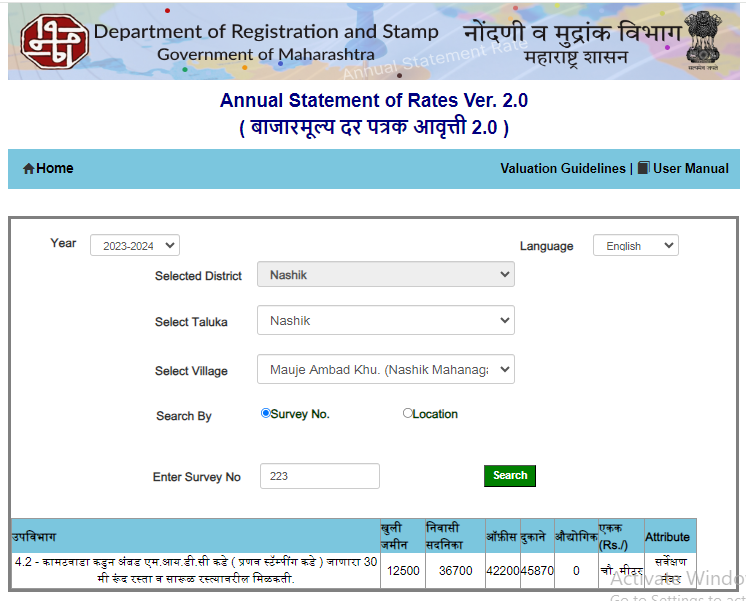 Department of Registration and Stamp
Government of Maharashtra
नोंदणी व मुद्रांक विभाग
महाराष्ट्र शासन
Annual Statement Rate
Annual Statement of Rates Ver. 2.0
( बाजारमूल्य दर पत्रक आवृत्ती 2.0 )
Home
Valuation Guidelines | User Manual
Year 2023-2024 Language English
Selected District Nashik
Select Taluka Nashik
Select Village Mauje Ambad Khu. (Nashik Mahanaga
Search By Survey No. Location
Enter Survey No 223 Search
उपविभाग खुली जमीन निवासी सदनिका ऑफ़ीस दुकाने औद्योगिक एकक (Rs./) Attribute
4.2 - कामटवाडा कडुन अंबड एम.आय.डी.सी कडे ( प्रणव स्टॅम्पींग कडे ) जाणारा 30
मी रूंद रस्ता व सारूळ रस्त्यावरील मिळकती. 12500 36700 42200 45870 0 चौ. मीटर सर्वेक्षण नंबर
Activate Windo
Go to Settings to act